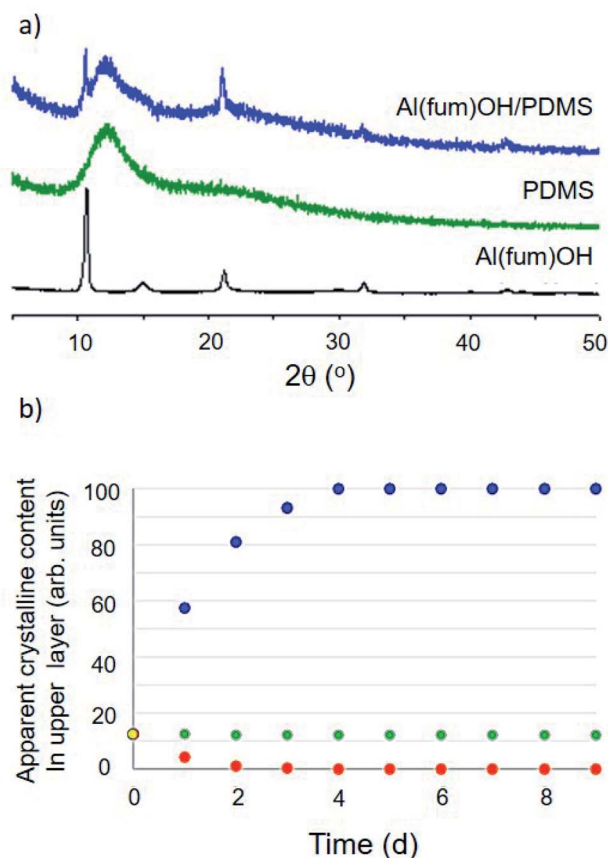 a)
Al(fum)OH/PDMS
PDMS
Al(fum)OH
10 20 30 40 50
2θ (°)
b)
Apparent crystalline content
In upper layer (arb. units)
100
80
60
40
20
0
0 2 4 6 8
Time (d)